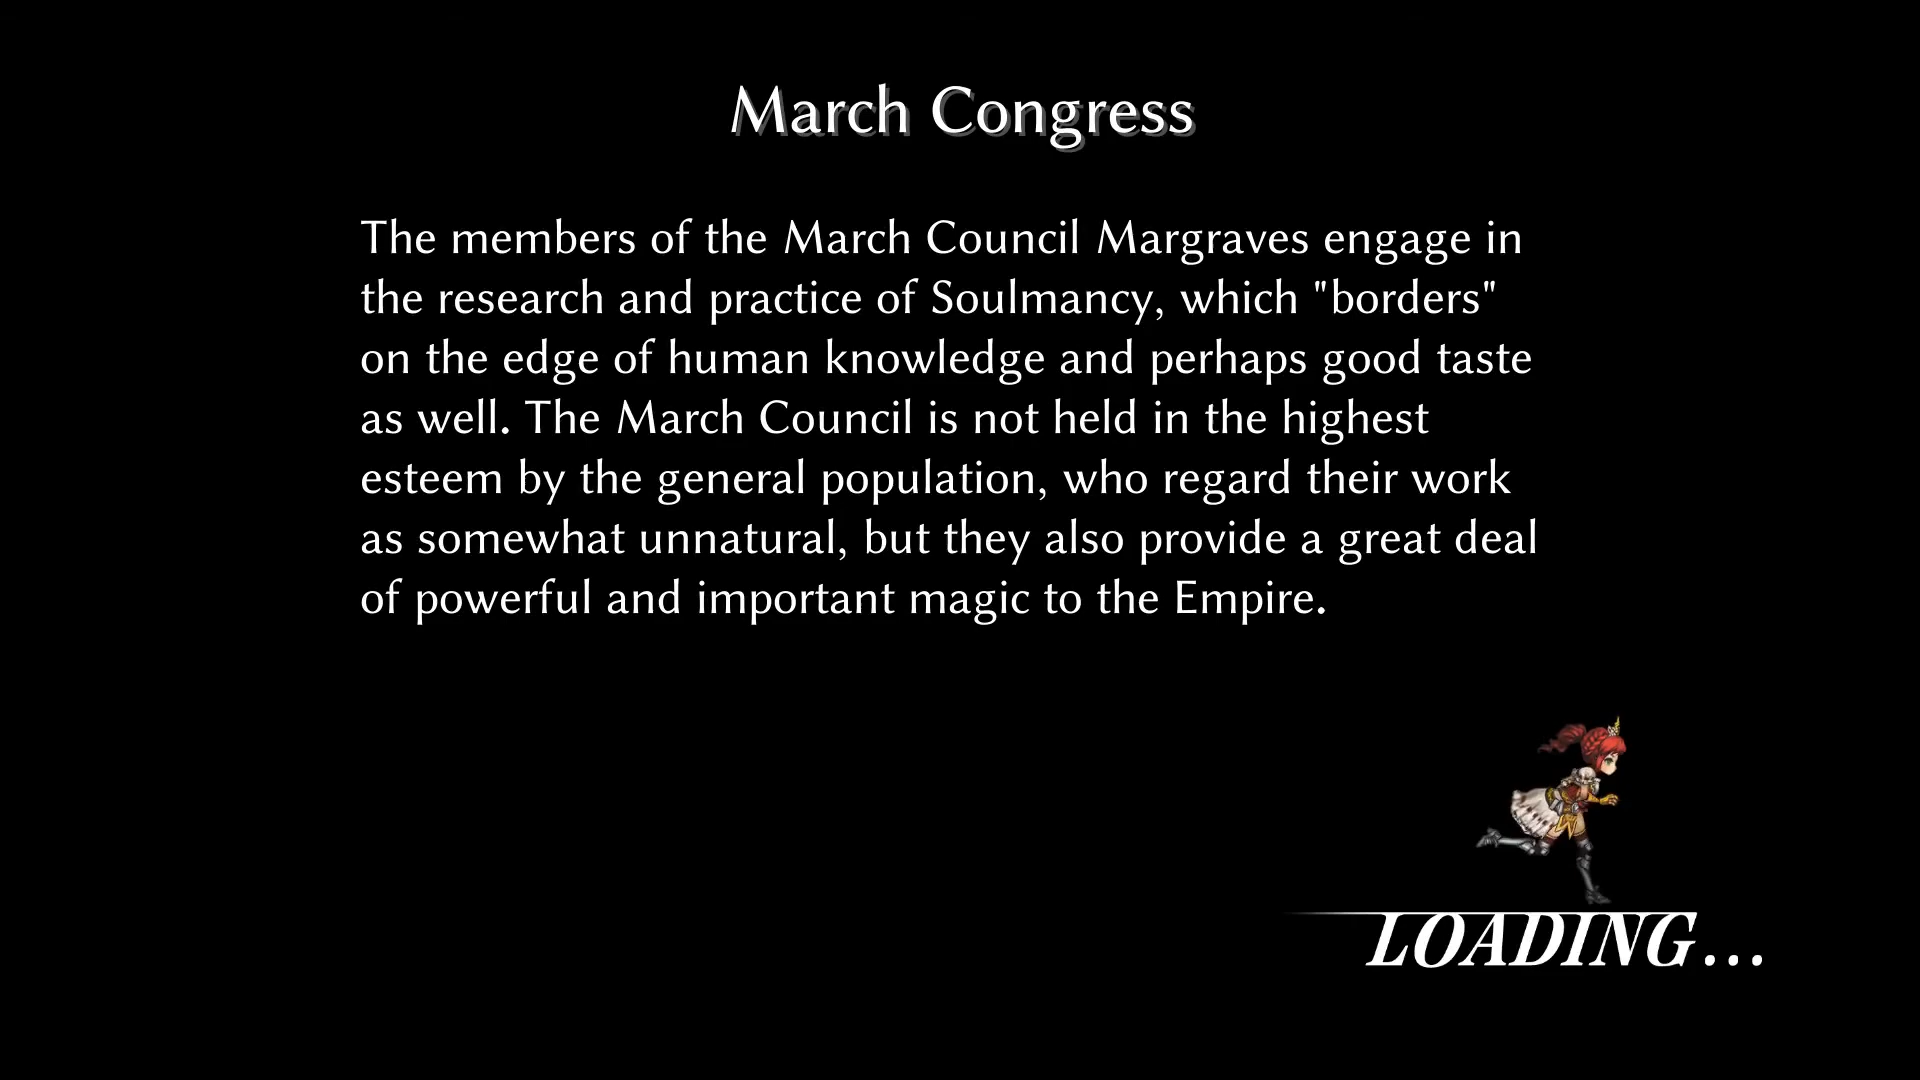 March Congress
The members of the March Council Margraves engage in
the research and practice of Soulmancy, which "borders"
on the edge of human knowledge and perhaps good taste
as well. The March Council is not held in the highest
esteem by the general population, who regard their work
as somewhat unnatural, but they also provide a great deal
of powerful and important magic to the Empire.
LOADING...